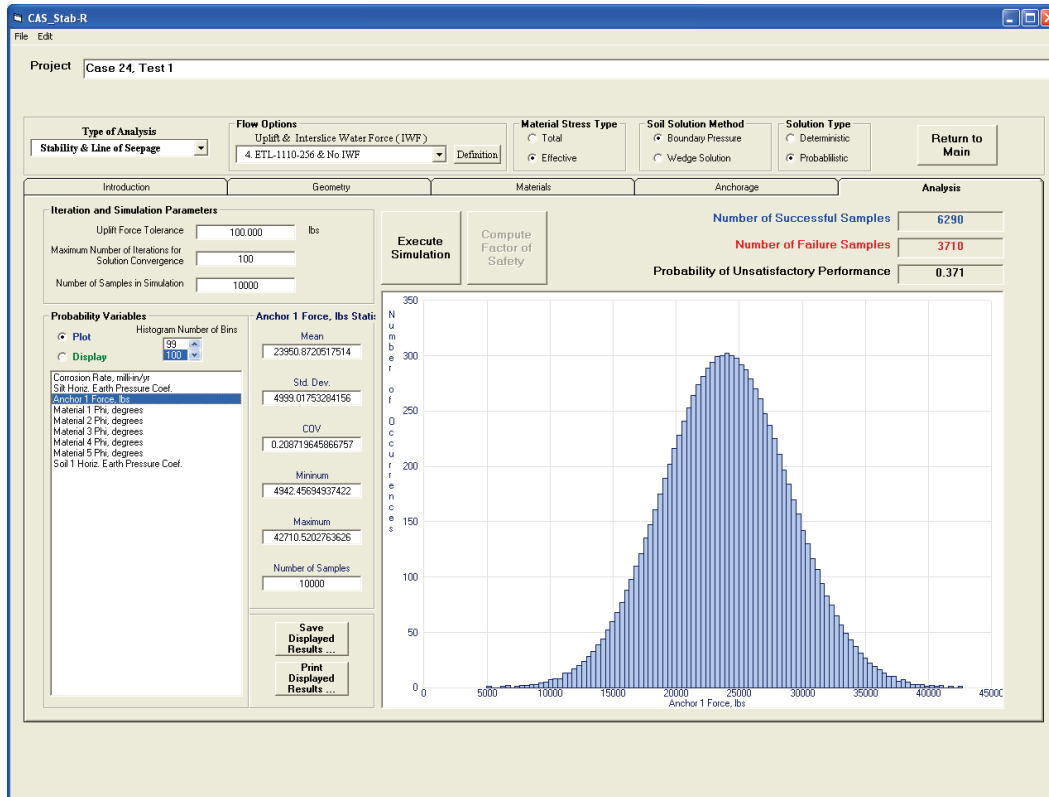 CAS_Stab-R
File Edit
Project Case 24, Test 1
Type of Analysis
Stability & Line of Seepage
Flow Options
Uplift & Interslice Water Force ( IWF )
4. ETL-1110-256 & No IWF
Definition
Material Stress Type
Total
Effective
Soil Solution Method
Boundary Pressure
Wedge Solution
Solution Type
Deterministic
Probablilistic
Return to
Main
Introduction Geometry Materials Anchorage Analysis
Iteration and Simulation Parameters
Uplift Force Tolerance 100.000 lbs
Maximum Number of Iterations for
Solution Convergence 100
Number of Samples in Simulation 10000
Execute
Simulation
Compute
Factor of
Safety
Number of Successful Samples 6290
Number of Failure Samples 3710
Probability of Unsatisfactory Performance 0.371
Probability Variables
Plot
Display
Histogram Number of Bins
99
100
Corrosion Rate, milli-in/yr
Silt Horiz. Earth Pressure Coef.
Anchor 1 Force, lbs
Material 1 Phi, degrees
Material 2 Phi, degrees
Material 3 Phi, degrees
Material 4 Phi, degrees
Material 5 Phi, degrees
Soil 1 Horiz. Earth Pressure Coef.
Anchor 1 Force, lbs Statis
Mean
23950.8720517514
Std. Dev.
4999.01753284156
COV
0.208719645866757
Mininum
4942.45694937422
Maximum
42710.5202763626
Number of Samples
10000
Save
Displayed
Results ...
Print
Displayed
Results ...
Number of Occurrences
350
300
250
200
150
100
50
0
0 5000 10000 15000 20000 25000 30000 35000 40000 45000
Anchor 1 Force, lbs